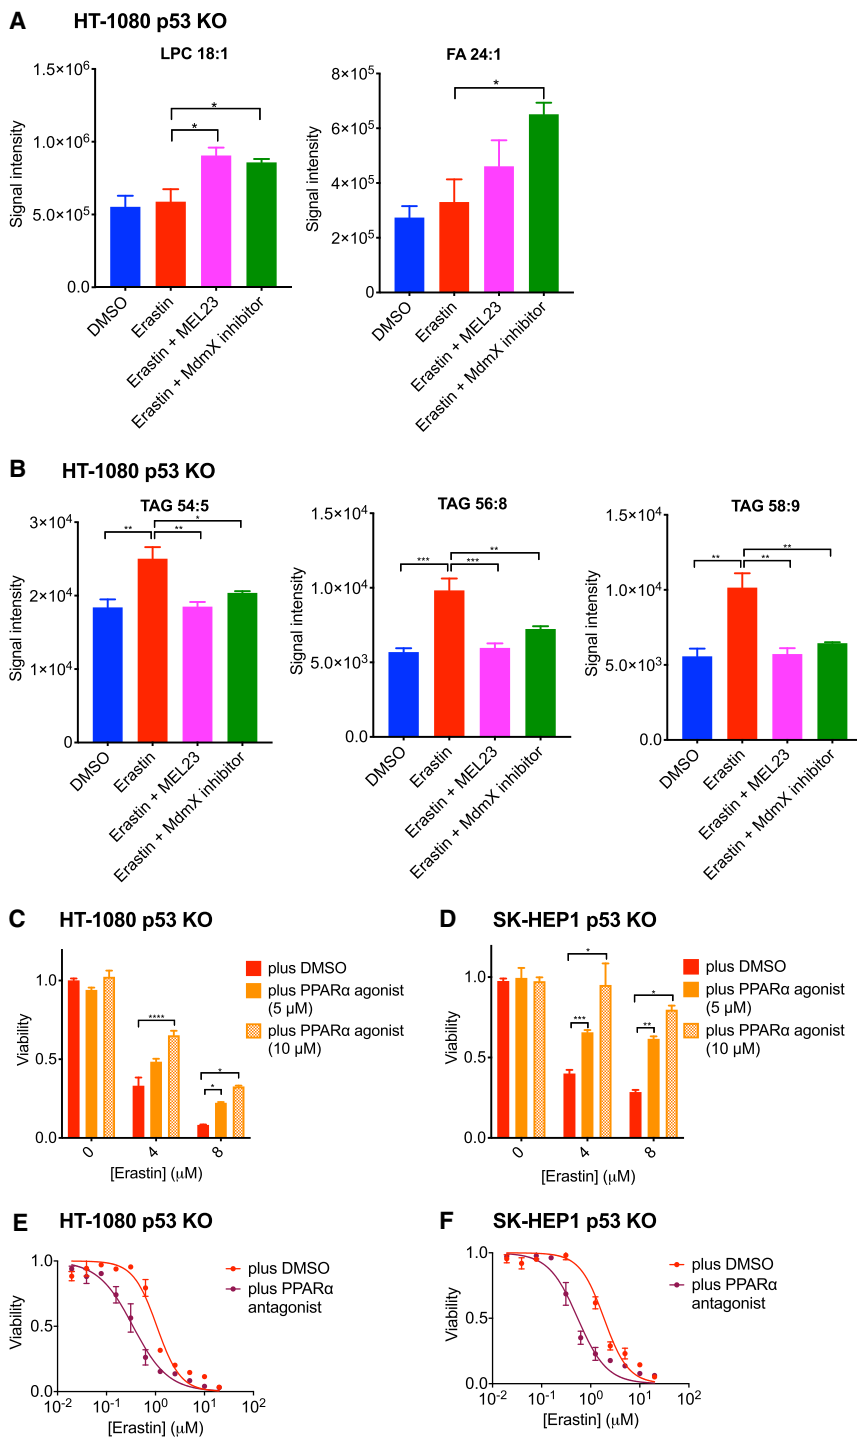 A HT-1080 p53 KO
LPC 18:1
Signal intensity
1.5×10⁶
1.0×10⁶
5.0×10⁵
0.0
*
*
DMSO
Erastin
Erastin + MEL23
Erastin + MdmX inhibitor
FA 24:1
Signal intensity
8×10⁵
6×10⁵
4×10⁵
2×10⁵
0
*
DMSO
Erastin
Erastin + MEL23
Erastin + MdmX inhibitor
B HT-1080 p53 KO
TAG 54:5
Signal intensity
3×10⁴
2×10⁴
1×10⁴
0
*
** **
DMSO
Erastin
Erastin + MEL23
Erastin + MdmX inhibitor
TAG 56:8
Signal intensity
1.5×10⁴
1.0×10⁴
5.0×10³
0.0
**
*** ***
DMSO
Erastin
Erastin + MEL23
Erastin + MdmX inhibitor
TAG 58:9
Signal intensity
1.5×10⁴
1.0×10⁴
5.0×10³
0.0
**
** **
DMSO
Erastin
Erastin + MEL23
Erastin + MdmX inhibitor
C HT-1080 p53 KO
Viability
1.0
0.5
0.0
****
*
*
0 4 8
[Erastin] (μM)
plus DMSO
plus PPARα agonist
(5 μM)
plus PPARα agonist
(10 μM)
D SK-HEP1 p53 KO
Viability
1.0
0.5
0.0
*
***
*
**
0 4 8
[Erastin] (μM)
plus DMSO
plus PPARα agonist
(5 μM)
plus PPARα agonist
(10 μM)
E HT-1080 p53 KO
Viability
1.0
0.5
0.0
10⁻² 10⁻¹ 10⁰ 10¹ 10²
[Erastin] (μM)
plus DMSO
plus PPARα
antagonist
F SK-HEP1 p53 KO
Viability
1.0
0.5
0.0
10⁻² 10⁻¹ 10⁰ 10¹ 10²
[Erastin] (μM)
plus DMSO
plus PPARα
antagonist